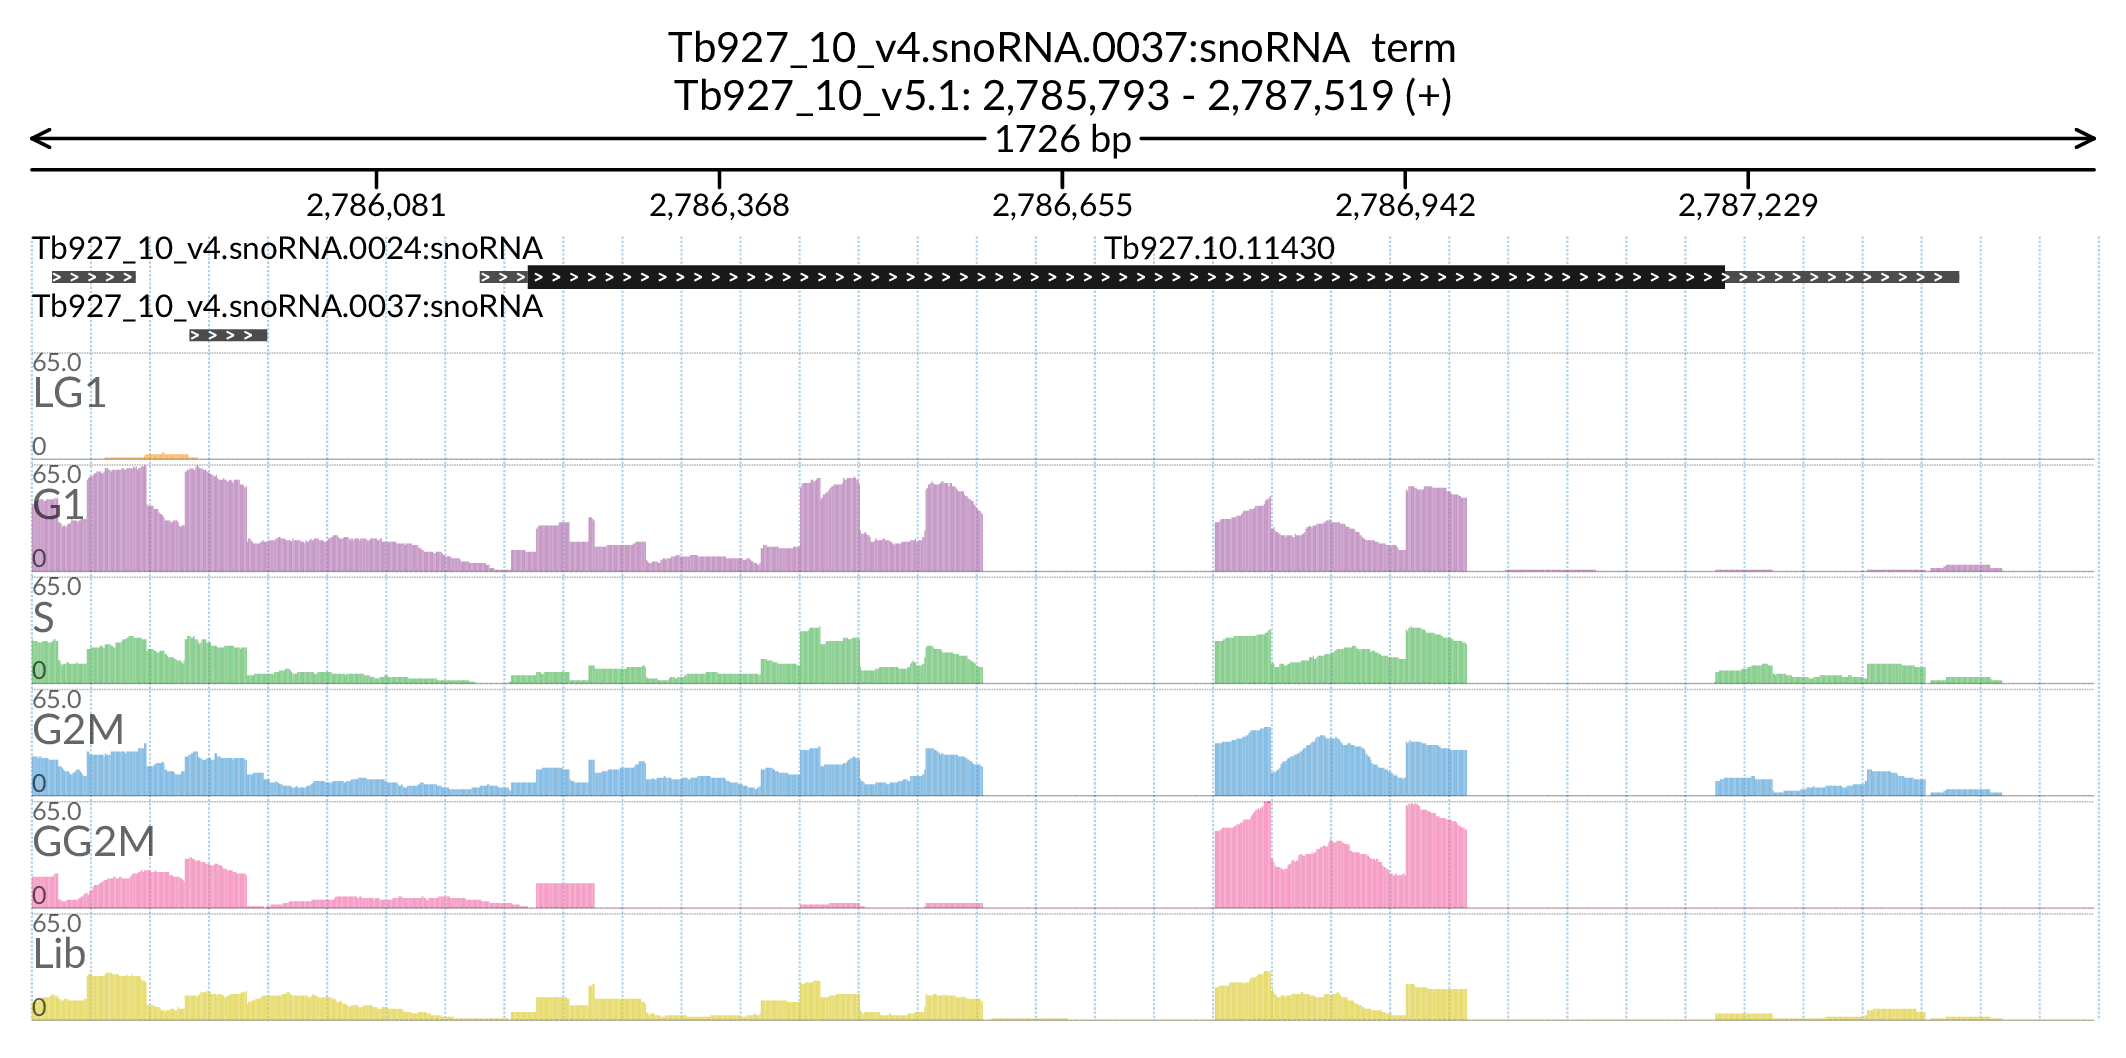 Tb927_10_v4.snoRNA.0037:snoRNA term
Tb927_10_v5.1: 2,785,793 - 2,787,519 (+)
1726 bp
2,786,081 2,786,368 2,786,655 2,786,942 2,787,229
Tb927_10_v4.snoRNA.0024:snoRNA Tb927.10.11430
Tb927_10_v4.snoRNA.0037:snoRNA
65.0
LG1
0
65.0
G1
0
65.0
S
0
65.0
G2M
0
65.0
GG2M
0
65.0
Lib
0